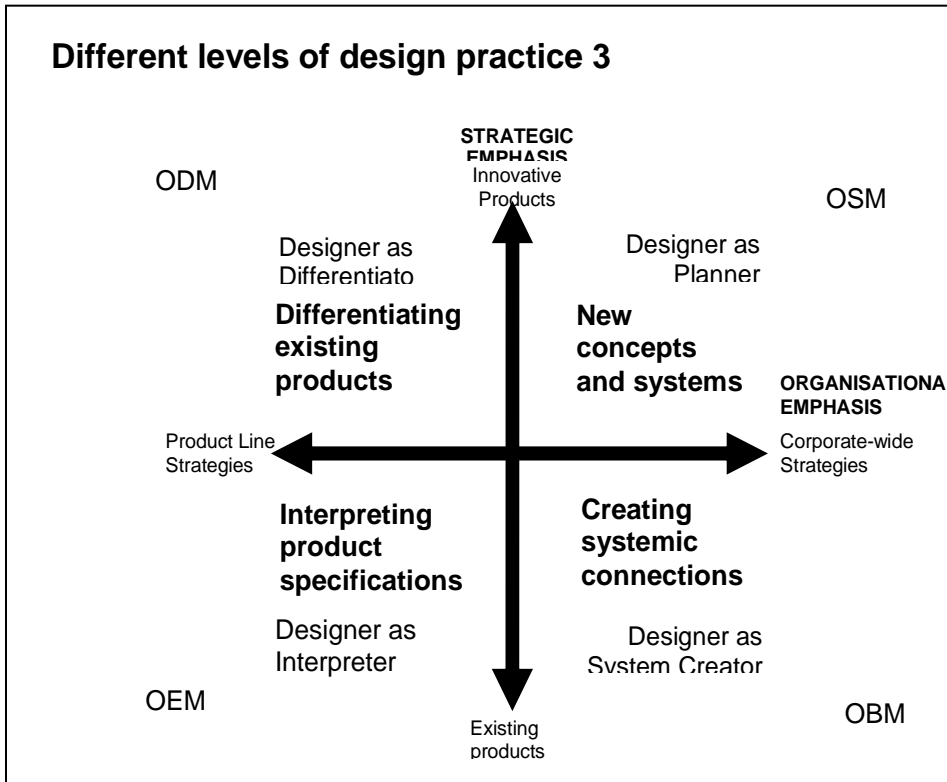 Different levels of design practice 3
STRATEGIC
EMPHASIS
Innovative
Products
ODM
OSM
Designer as
Differentiato
Designer as
Planner
Differentiating
existing
products
New
concepts
and systems
ORGANISATIONA
EMPHASIS
Product Line
Strategies
Corporate-wide
Strategies
Interpreting
product
specifications
Creating
systemic
connections
Designer as
Interpreter
Designer as
System Creator
OEM
OBM
Existing
products